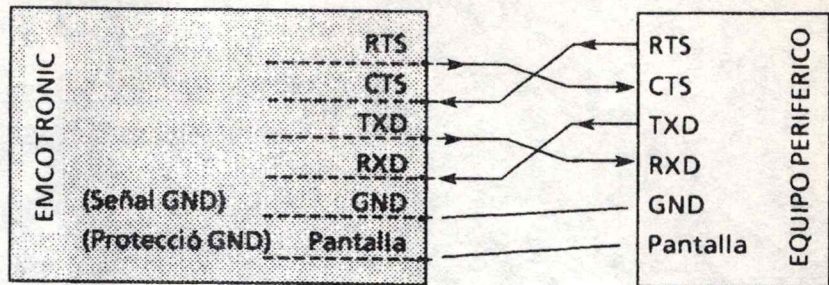 EMCOTRONIC
RTS
CTS
TXD
RXD
(Señal GND) GND
(Protecció GND) Pantalla
RTS
CTS
TXD
RXD
GND
Pantalla
EQUIPO PERIFERICO